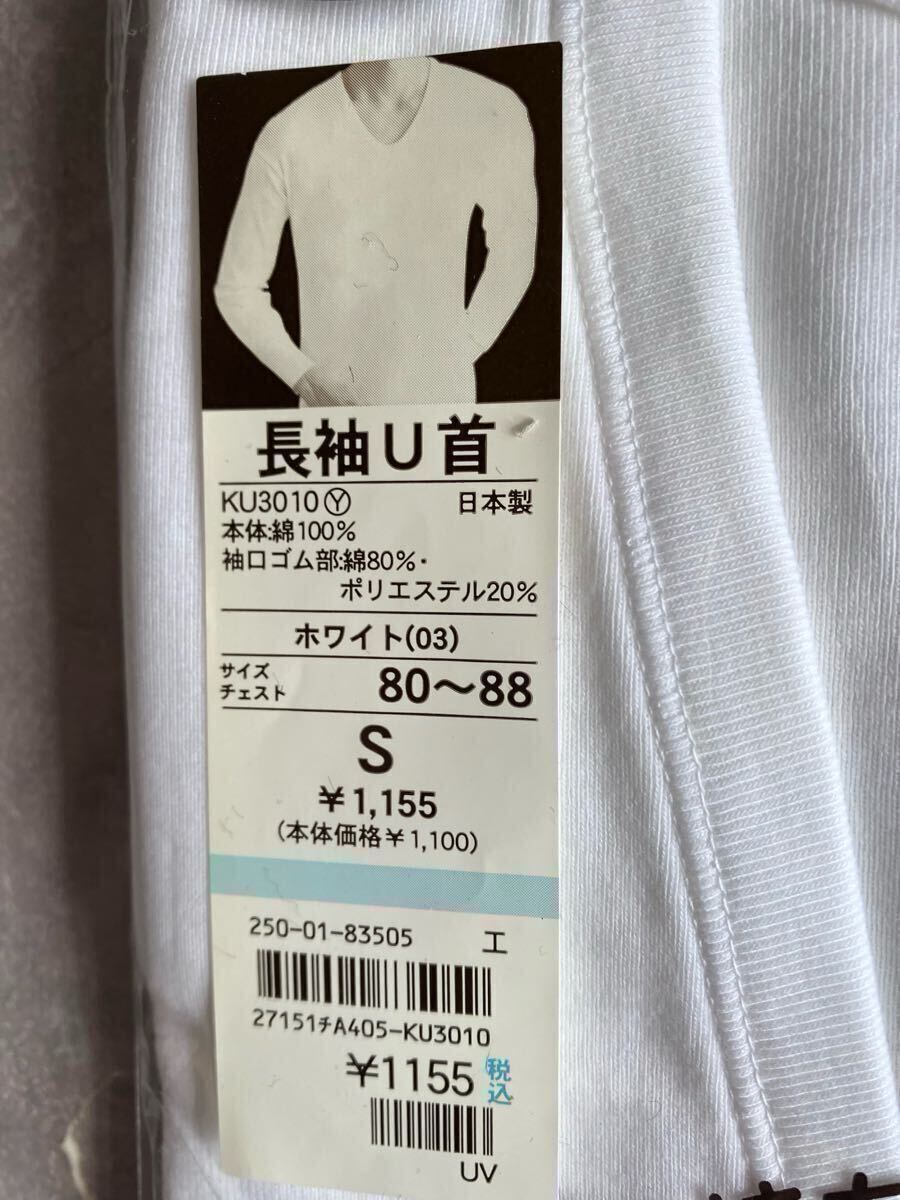 長袖U首
KU3010Ⓨ 日本製
本体:綿100%
袖口ゴム部:綿80%・
ポリエステル20%
ホワイト(03)
サイズ
チェスト 80〜88
S
¥1,155
(本体価格¥1,100)
250-01-83505 工
27151チA405-KU3010
¥1155 税込
UV